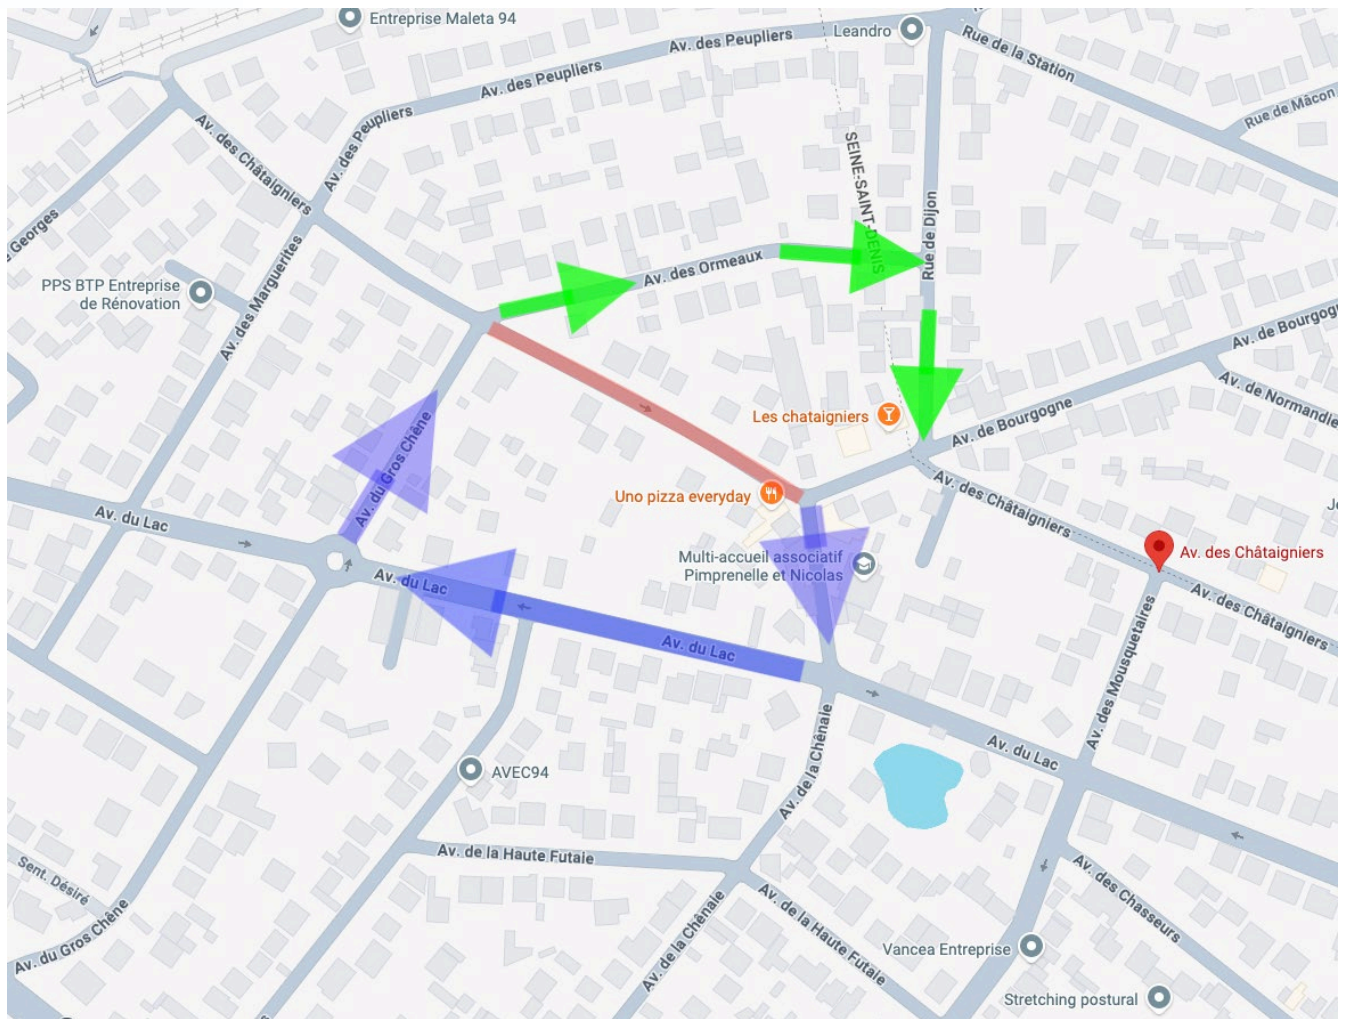 Entreprise Maleta 94
Leandro
Av. des Peupliers
Rue de la Station
Av. des Peupliers
Rue de Mâcon
Av. des Peupliers
Av. des Châtaigniers
SEINE-SAINT-DENIS
Georges
Rue de Dijon
Av. des Ormeaux
PPS BTP Entreprise
de Rénovation
Av. des Marguerites
Av. de Bourgog
Av. de Normandie
Les chataigniers
Av. de Bourgogne
Av. du Gros Chêne
Uno pizza everyday
Av. des Châtaigniers
Av. du Lac
Multi-accueil associatif
Pimprenelle et Nicolas
Av. des Châtaigniers
Av. du Lac
Av. des Châtaigniers
Av. du Lac
Av. des Mousquetaires
Av. de la Chênaie
Av. du Lac
AVEC94
Av. de la Haute Futaie
Sent. Désiré
Av. des Chasseurs
Av. du Gros Chêne
Av. de la Chênaie
Av. de la Haute Futaie
Vancea Entreprise
Stretching postural